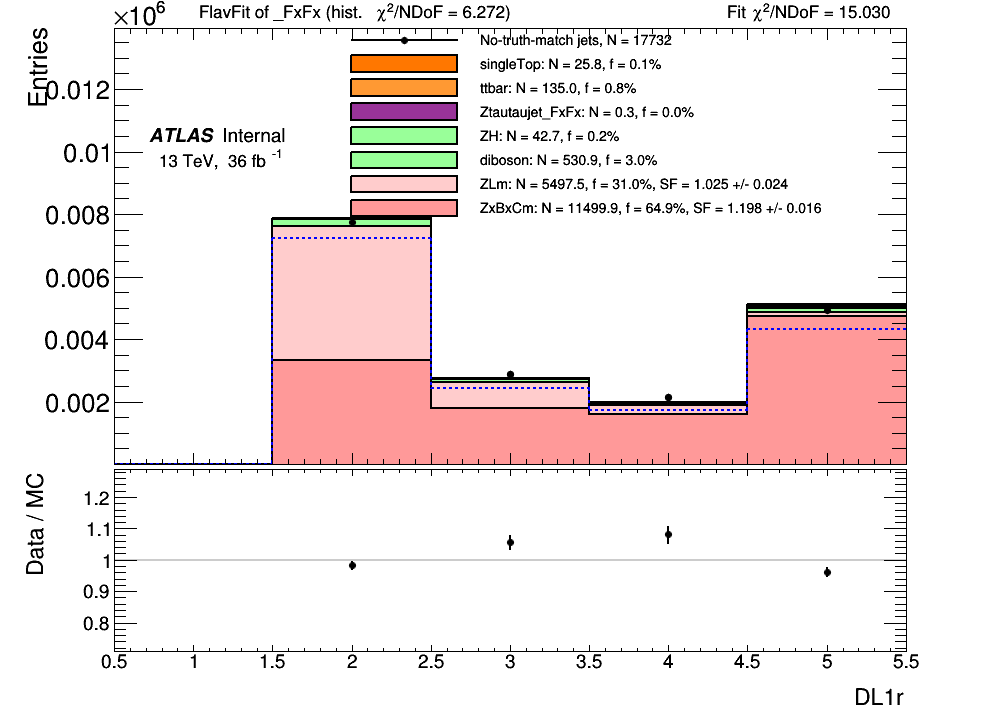 ×10⁶ FlavFit of _FxFx (hist. χ²/NDoF = 6.272) Fit χ²/NDoF = 15.030
Entries
0.012
0.01
0.008
0.006
0.004
0.002
ATLAS Internal
13 TeV, 36 fb⁻¹
No-truth-match jets, N = 17732
singleTop: N = 25.8, f = 0.1%
ttbar: N = 135.0, f = 0.8%
Ztautaujet_FxFx: N = 0.3, f = 0.0%
ZH: N = 42.7, f = 0.2%
diboson: N = 530.9, f = 3.0%
ZLm: N = 5497.5, f = 31.0%, SF = 1.025 +/- 0.024
ZxBxCm: N = 11499.9, f = 64.9%, SF = 1.198 +/- 0.016
Data / MC
1.2
1.1
1
0.9
0.8
0.5 1 1.5 2 2.5 3 3.5 4 4.5 5 5.5
DL1r